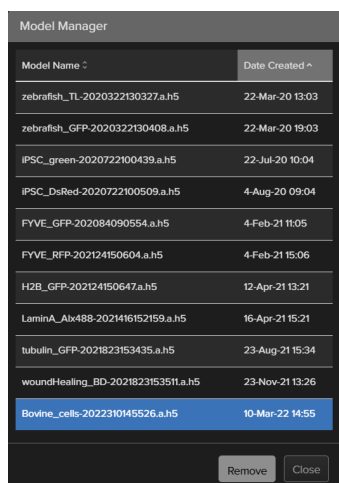 Model Manager
Model Name Date Created
zebrafish_TL-2020322130327.a.h5 22-Mar-20 13:03
zebrafish_GFP-2020322130408.a.h5 22-Mar-20 19:03
iPSC_green-2020722100439.a.h5 22-Jul-20 10:04
iPSC_DsRed-2020722100509.a.h5 4-Aug-20 09:04
FYVE_GFP-202084090554.a.h5 4-Feb-21 11:05
FYVE_RFP-202124150604.a.h5 4-Feb-21 15:06
H2B_GFP-202124150647.a.h5 12-Apr-21 13:21
LaminA_Alx488-2021416152159.a.h5 16-Apr-21 15:21
tubulin_GFP-2021823153435.a.h5 23-Aug-21 15:34
woundHealing_BD-2021823153511.a.h5 23-Nov-21 13:26
Bovine_cells-2022310145526.a.h5 10-Mar-22 14:55
Remove Close